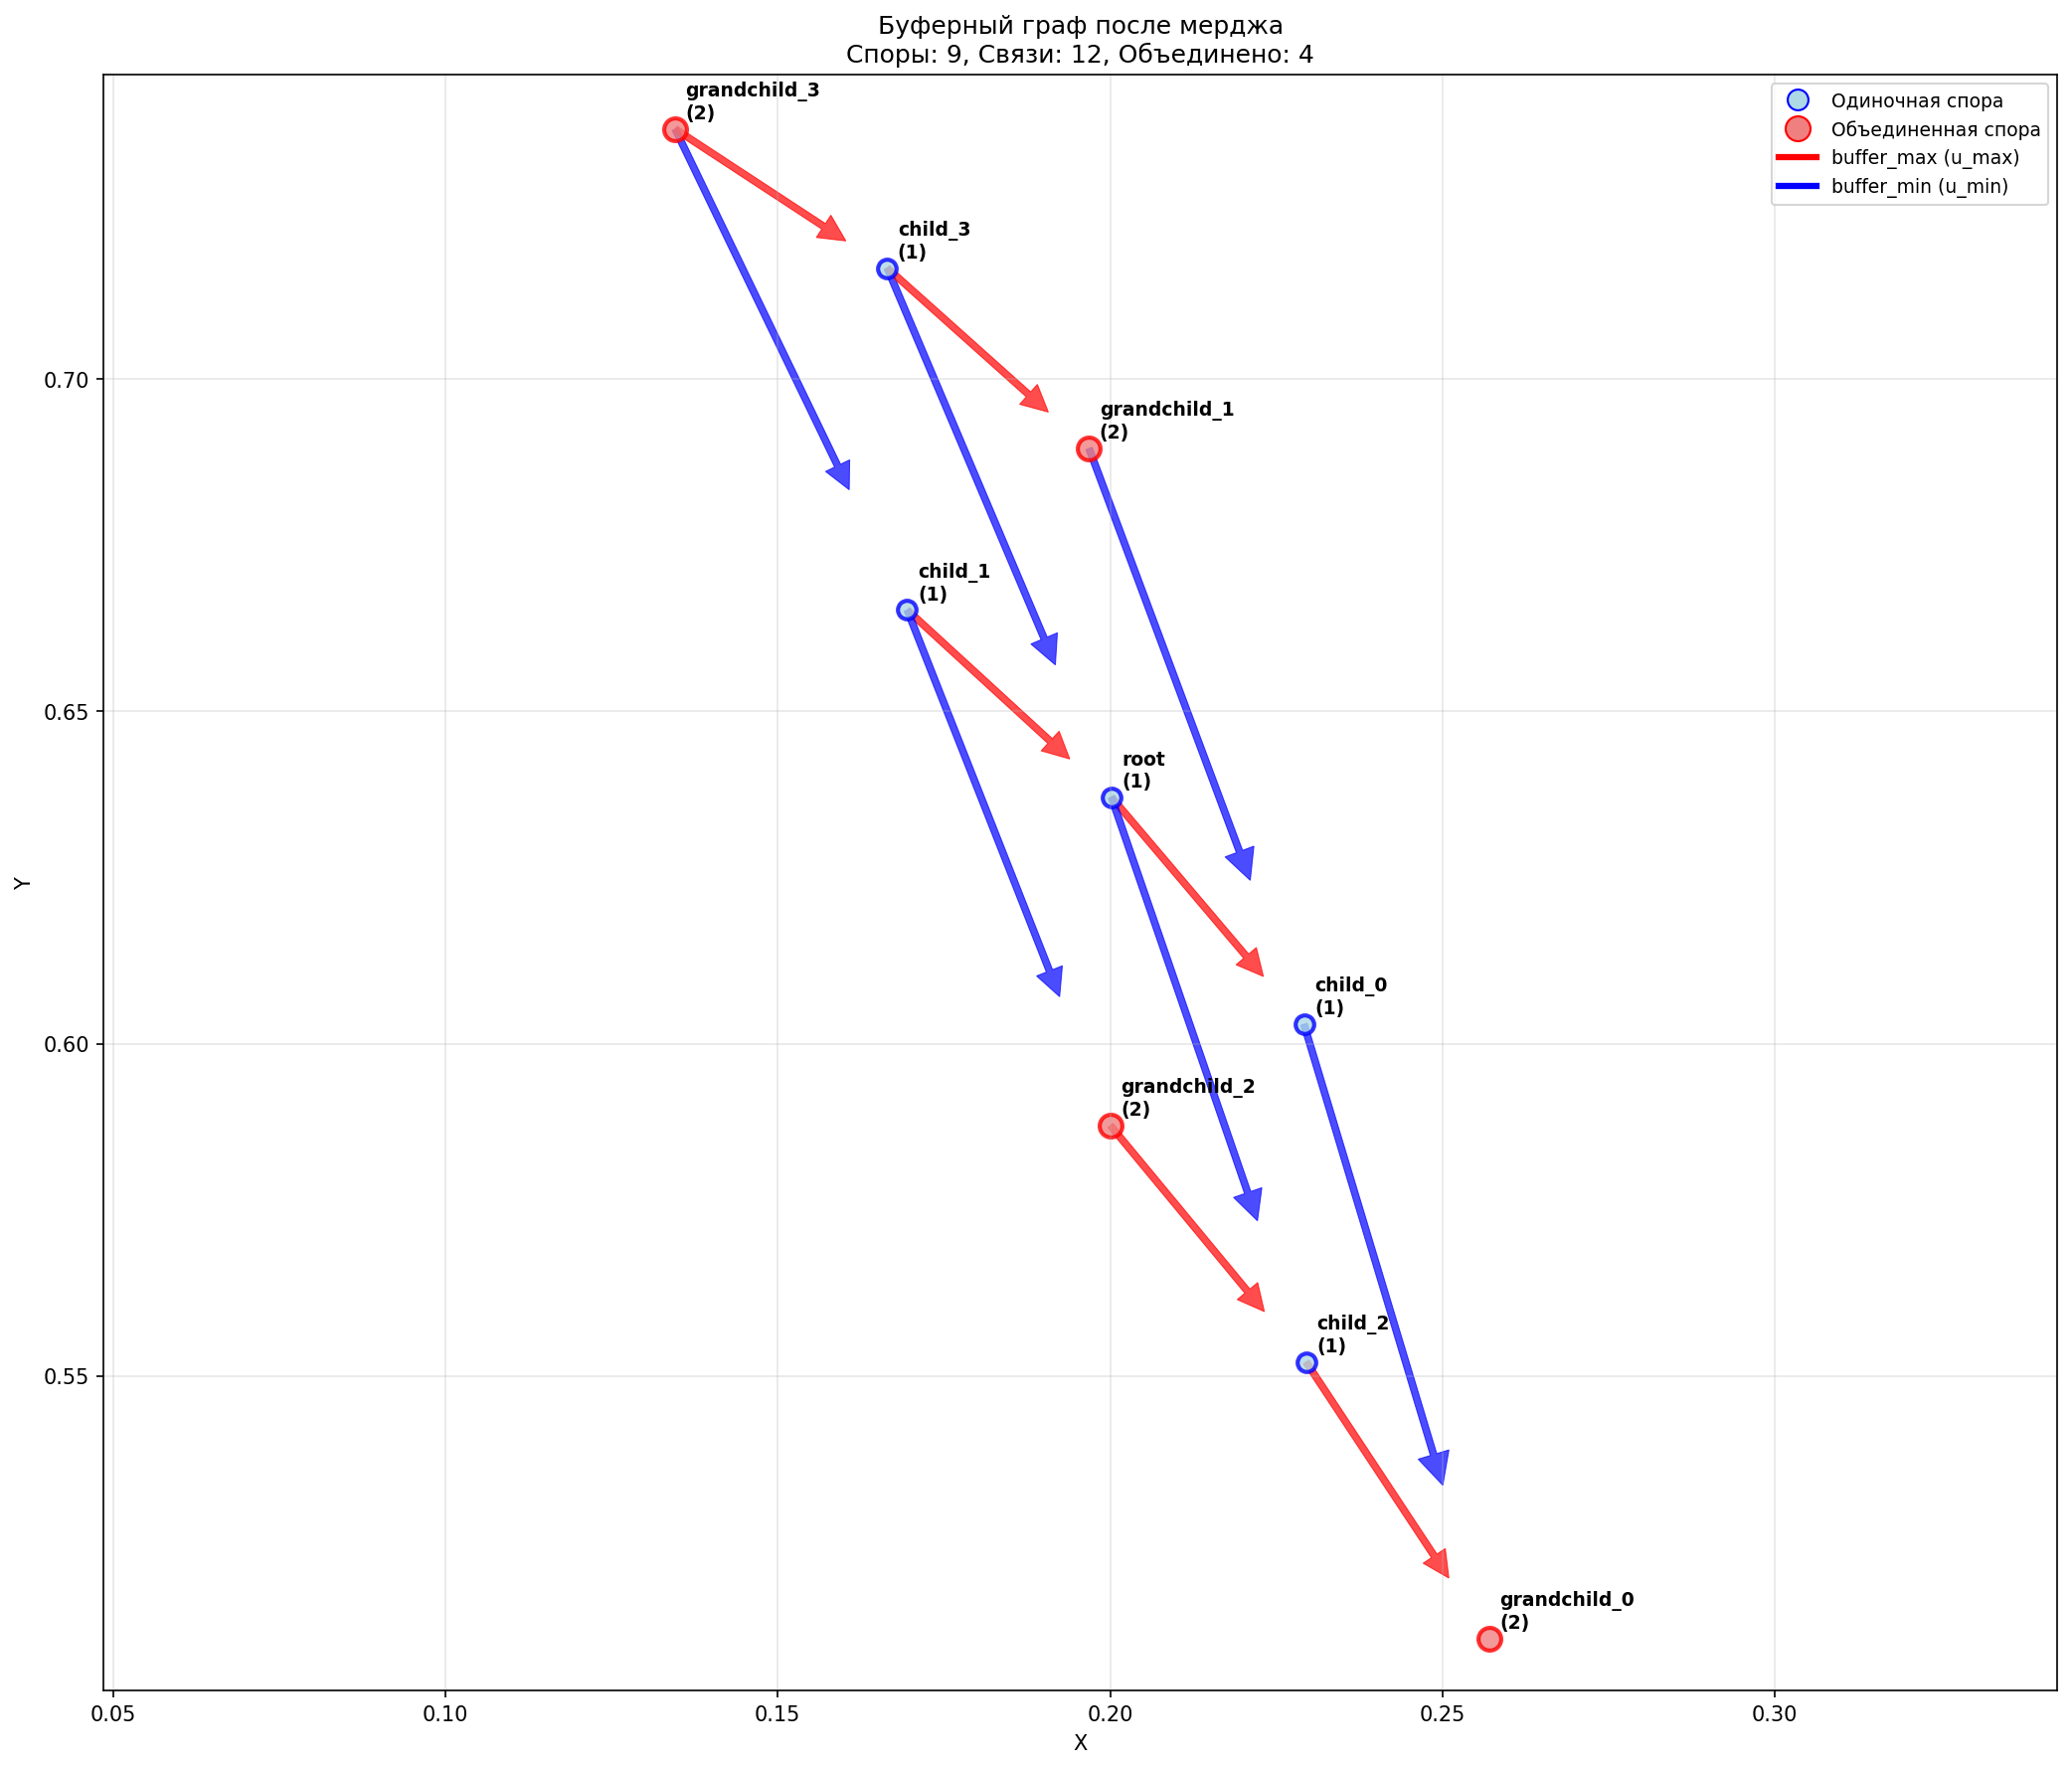 Буферный граф после мерджа
Споры: 9, Связи: 12, Объединено: 4
Одиночная спора
Объединенная спора
buffer_max (u_max)
buffer_min (u_min)
grandchild_3
(2)
child_3
(1)
grandchild_1
(2)
child_1
(1)
root
(1)
child_0
(1)
grandchild_2
(2)
child_2
(1)
grandchild_0
(2)
0.70
0.65
0.60
0.55
Y
0.05
0.10
0.15
0.20
0.25
0.30
X